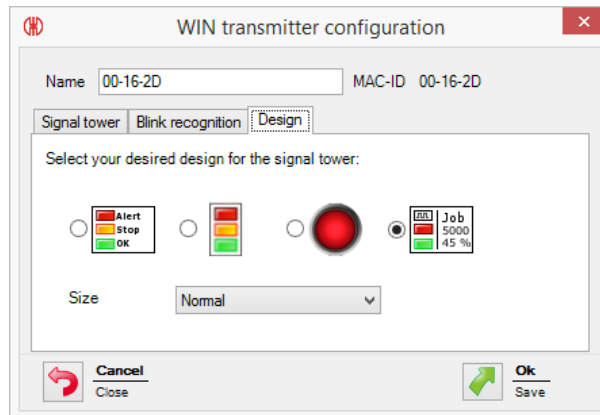 WIN transmitter configuration
Name 00-16-2D MAC-ID 00-16-2D
Signal tower Blink recognition Design
Select your desired design for the signal tower:
Alert
Stop
OK
Job
5000
45 %
Size Normal
Cancel
Close
Ok
Save